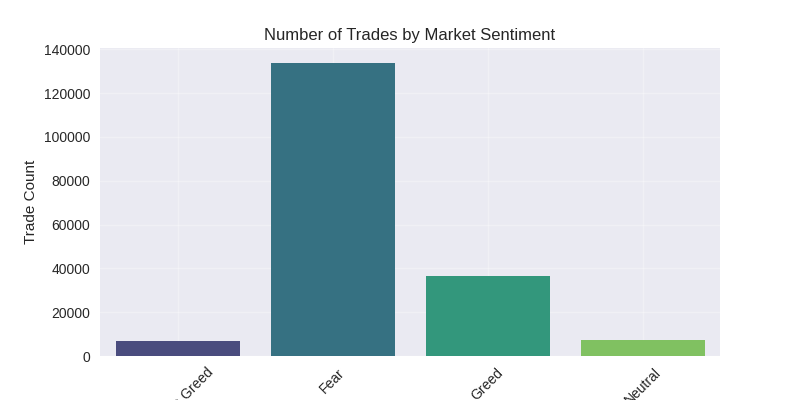 Number of Trades by Market Sentiment
Trade Count
140000
120000
100000
80000
60000
40000
20000
0
Greed
Fear
Greed
Neutral